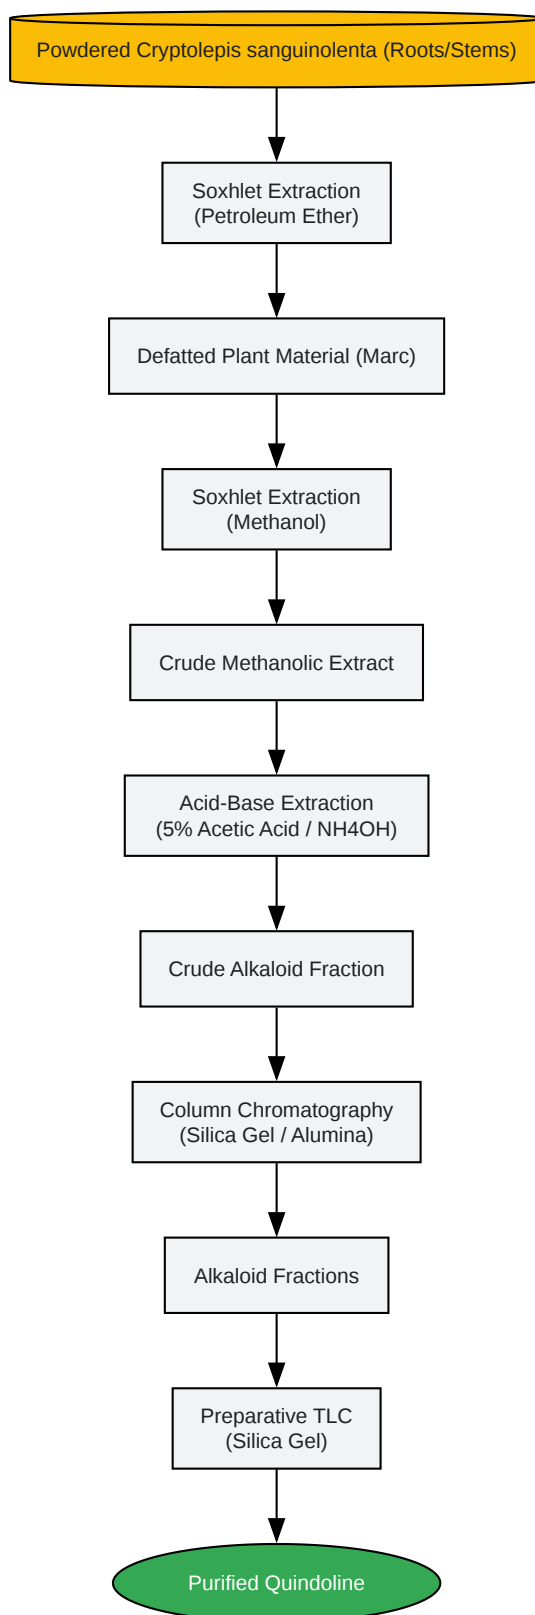 Powdered Cryptolepis sanguinolenta (Roots/Stems)
Soxhlet Extraction
(Petroleum Ether)
Defatted Plant Material (Marc)
Soxhlet Extraction
(Methanol)
Crude Methanolic Extract
Acid-Base Extraction
(5% Acetic Acid / NH4OH)
Crude Alkaloid Fraction
Column Chromatography
(Silica Gel / Alumina)
Alkaloid Fractions
Preparative TLC
(Silica Gel)
Purified Quindoline